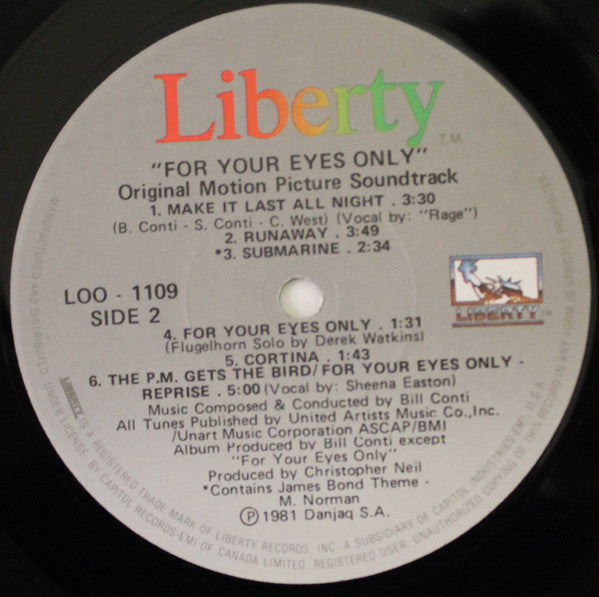 Liberty
T.M.
"FOR YOUR EYES ONLY"
Original Motion Picture Soundtrack
1. MAKE IT LAST ALL NIGHT . 3:30
(B. Conti - S. Conti - C. West) (Vocal by: "Rage")
2. RUNAWAY . 3:49
*3. SUBMARINE . 2:34
LOO - 1109
SIDE 2
LIBERTY
4. FOR YOUR EYES ONLY . 1:31
(Flugelhorn Solo by Derek Watkins)
5. CORTINA . 1:43
6. THE P.M. GETS THE BIRD/FOR YOUR EYES ONLY -
REPRISE . 5:00 (Vocal by: Sheena Easton)
Music Composed & Conducted by Bill Conti
All Tunes Published by United Artists Music Co., Inc.
/Unart Music Corporation ASCAP/BMI
Album Produced by Bill Conti except
"For Your Eyes Only"
Produced by Christopher Neil
*Contains James Bond Theme -
M. Norman
Ⓟ 1981 Danjaq S.A.
MANUFACTURED AND DISTRIBUTED UNDER LICENSE, BY CAPITOL RECORDS-EMI OF CANADA LIMITED. REGISTERED USER. UNAUTHORIZED COPYING OF THIS RECORD IN ANY FORM IS STRICTLY PROHIBITED
LIBERTY IS A REGISTERED TRADE MARK OF LIBERTY RECORDS INC. A SUBSIDIARY OF CAPITOL INDUSTRIES-EMI, U.S.A.